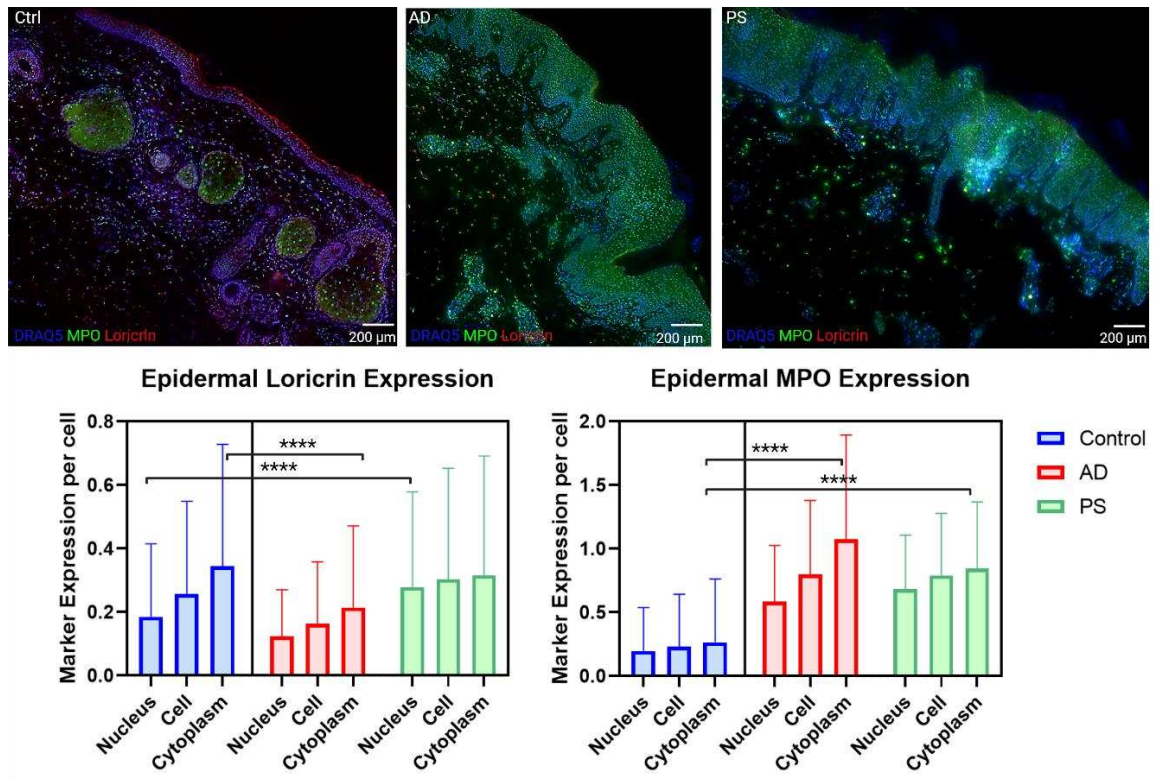 Ctrl
DRAQ5 MPO Loricrin
200 µm
AD
DRAQ5 MPO Loricrin
200 µm
PS
DRAQ5 MPO Loricrin
200 µm
Epidermal Loricrin Expression
Marker Expression per cell
0.8
0.6
0.4
0.2
0.0
****
****
Nucleus
Cell
Cytoplasm
Nucleus
Cell
Cytoplasm
Nucleus
Cell
Cytoplasm
Epidermal MPO Expression
Marker Expression per cell
2.0
1.5
1.0
0.5
0.0
****
****
Nucleus
Cell
Cytoplasm
Nucleus
Cell
Cytoplasm
Nucleus
Cell
Cytoplasm
Control
AD
PS